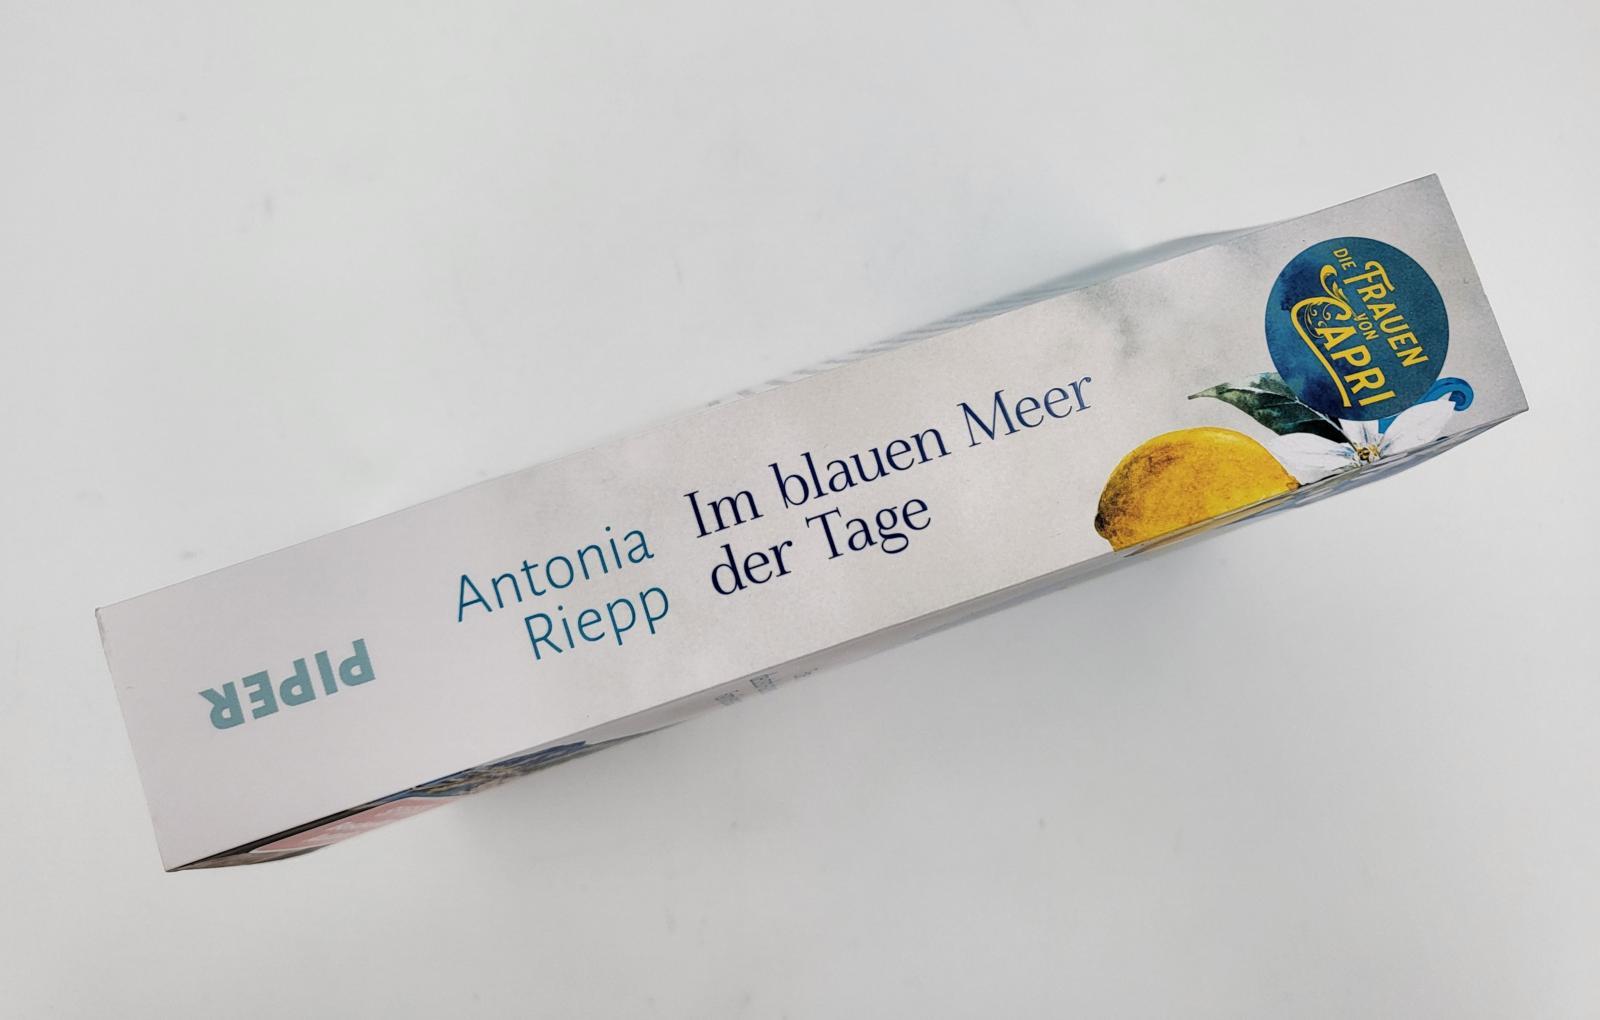 Antonia
Riepp
Im blauen Meer
der Tage
DIE
FRAUEN
VON
CAPRI
PIPER